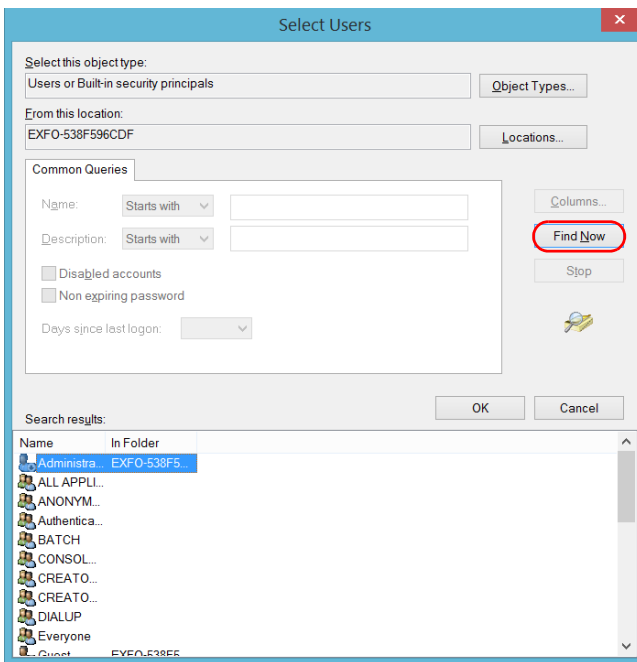 Select Users
Select this object type:
Users or Built-in security principals
Object Types...
From this location:
EXFO-538F596CDF
Locations...
Common Queries
Name: Starts with
Description: Starts with
Disabled accounts
Non expiring password
Days since last logon:
Columns...
Find Now
Stop
OK Cancel
Search results:
Name In Folder
Administra... EXFO-538F5...
ALL APPLI...
ANONYM...
Authentica...
BATCH
CONSOL...
CREATO...
CREATO...
DIALUP
Everyone
Guest EXFO-538F5